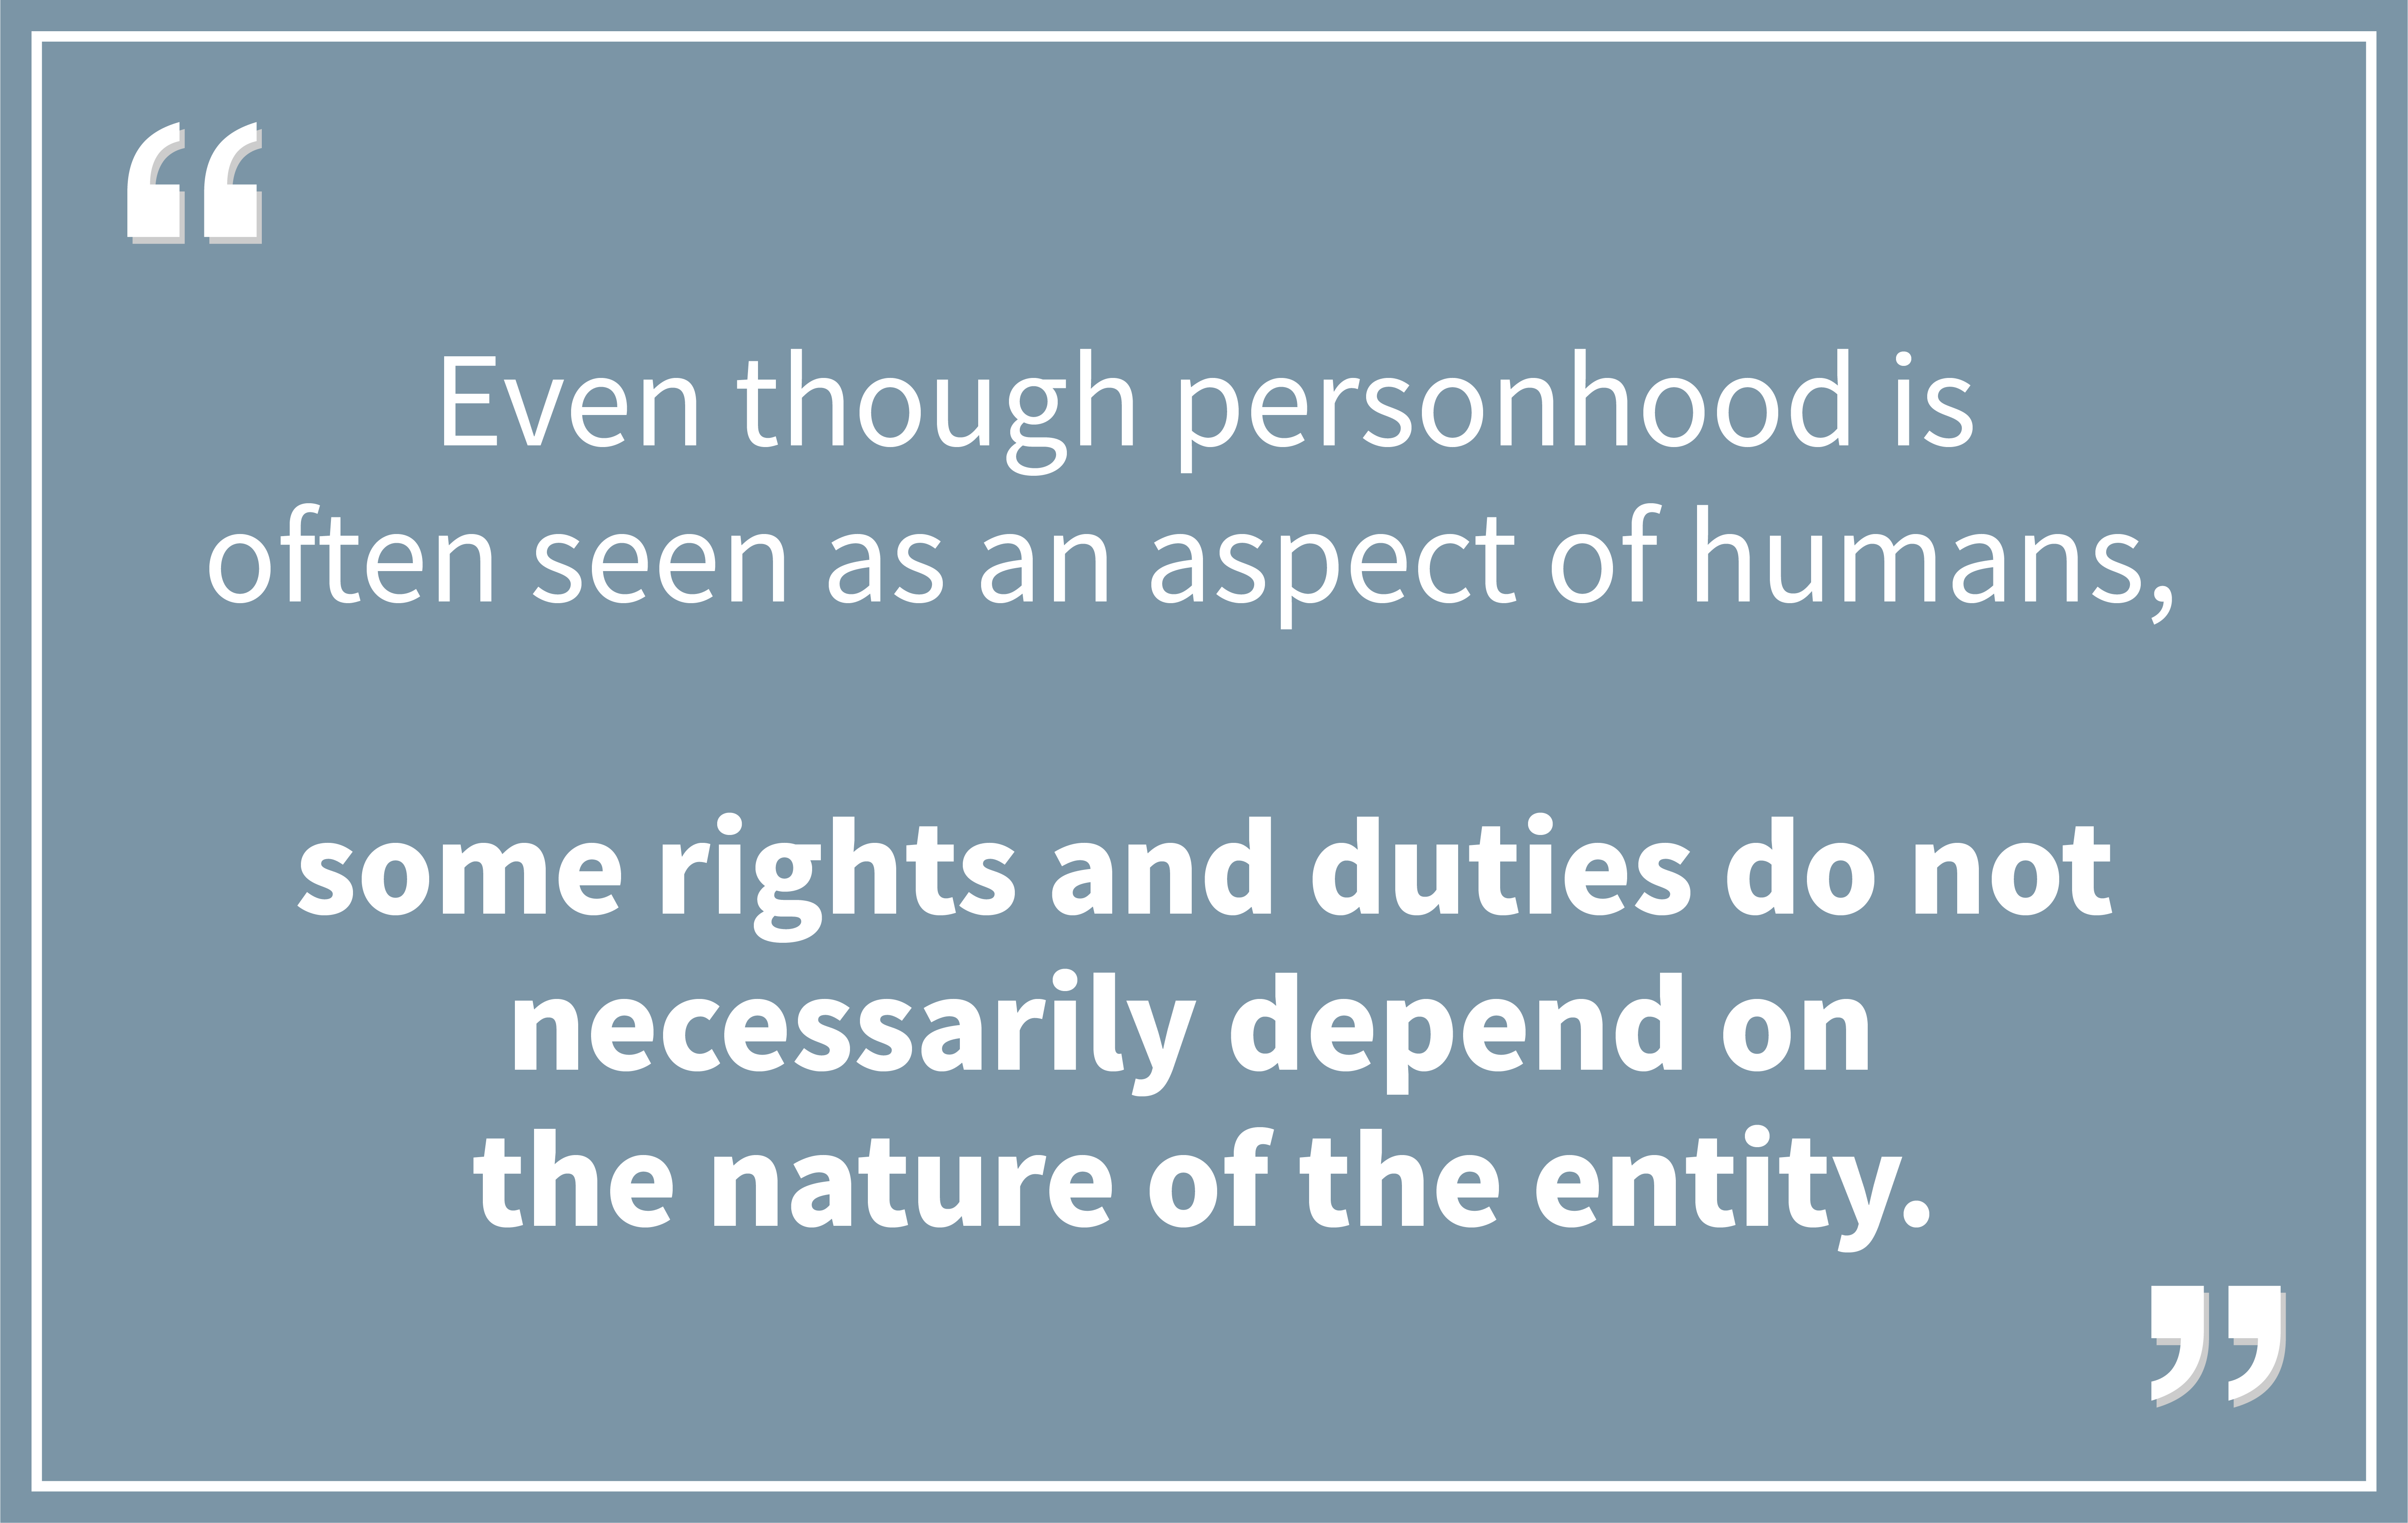 “
Even though personhood is
often seen as an aspect of humans,
some rights and duties do not
necessarily depend on
the nature of the entity.
”